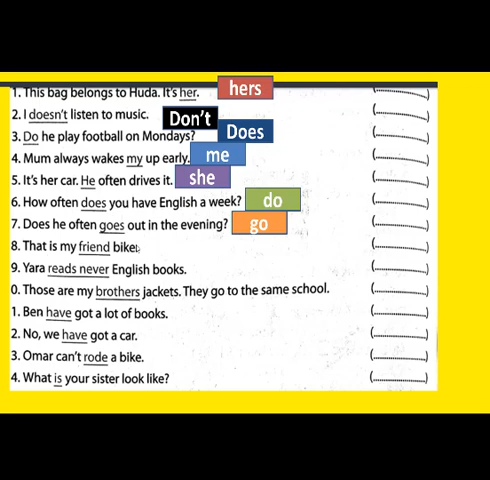 1. This bag belongs to Huda. It's her. hers (....................)
2. I doesn't listen to music. Don't (....................)
3. Do he play football on Mondays? Does (....................)
4. Mum always wakes my up early. me (....................)
5. It's her car. He often drives it. she (....................)
6. How often does you have English a week? do (....................)
7. Does he often goes out in the evening? go (....................)
8. That is my friend bike. (....................)
9. Yara reads never English books. (....................)
0. Those are my brothers jackets. They go to the same school. (....................)
1. Ben have got a lot of books. (....................)
2. No, we have got a car. (....................)
3. Omar can't rode a bike. (....................)
4. What is your sister look like? (....................)